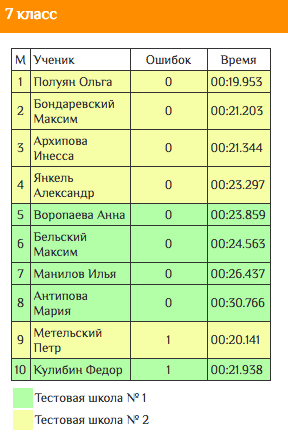 7 класс
М Ученик Ошибок Время
1 Полуян Ольга 0 00:19.953
2 Бондаревский Максим 0 00:21.203
3 Архипова Инесса 0 00:21.344
4 Янкель Александр 0 00:23.297
5 Воропаева Анна 0 00:23.859
6 Бельский Максим 0 00:24.563
7 Манилов Илья 0 00:26.437
8 Антипова Мария 0 00:30.766
9 Метельский Петр 1 00:20.141
10 Кулибин Федор 1 00:21.938
Тестовая школа № 1
Тестовая школа № 2